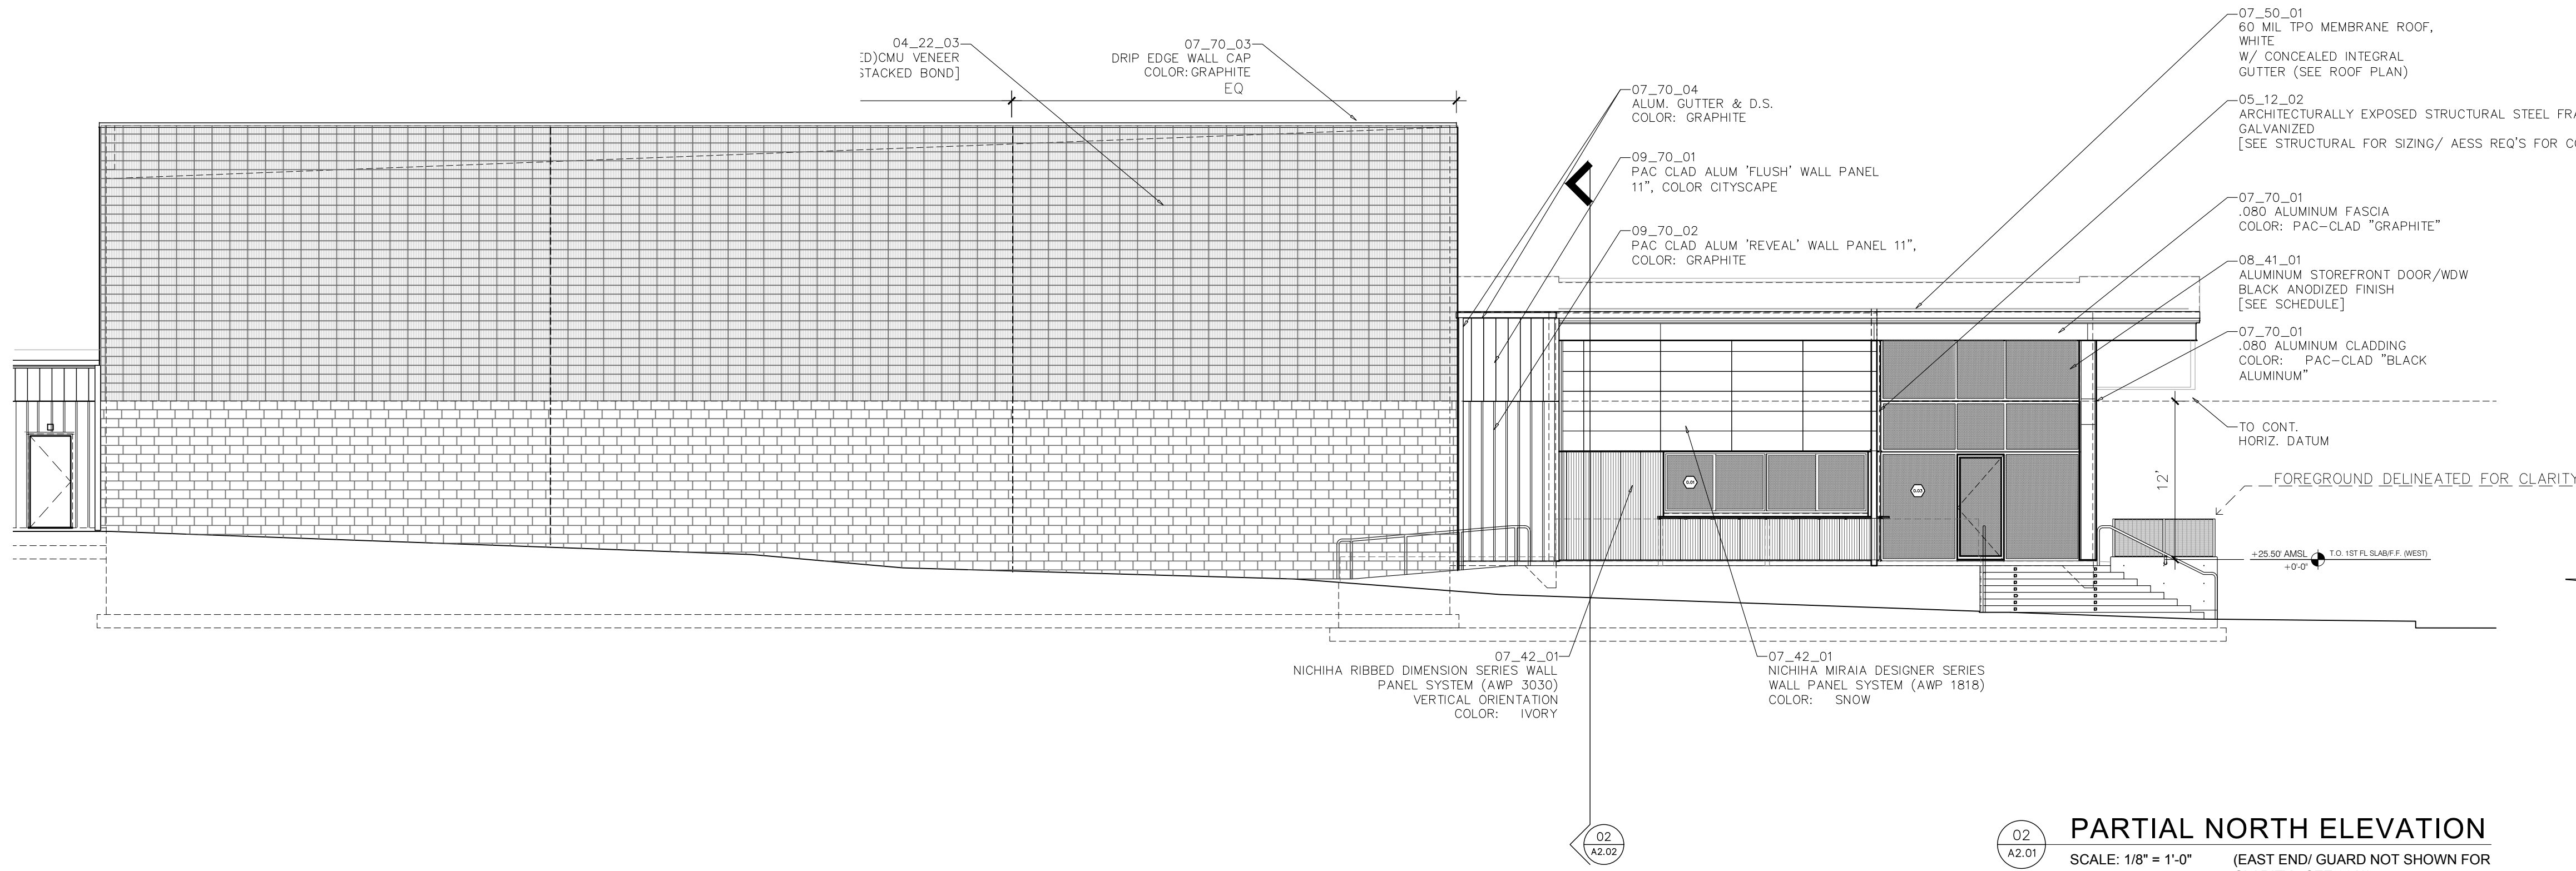 04_22_03
ED)CMU VENEER
STACKED BOND]
07_70_03
DRIP EDGE WALL CAP
COLOR: GRAPHITE
EQ
07_70_04
ALUM. GUTTER & D.S.
COLOR: GRAPHITE
09_70_01
PAC CLAD ALUM 'FLUSH' WALL PANEL
11", COLOR CITYSCAPE
09_70_02
PAC CLAD ALUM 'REVEAL' WALL PANEL 11",
COLOR: GRAPHITE
07_50_01
60 MIL TPO MEMBRANE ROOF,
WHITE
W/ CONCEALED INTEGRAL
GUTTER (SEE ROOF PLAN)
05_12_02
ARCHITECTURALLY EXPOSED STRUCTURAL STEEL FRA
GALVANIZED
[SEE STRUCTURAL FOR SIZING/ AESS REQ'S FOR CO
07_70_01
.080 ALUMINUM FASCIA
COLOR: PAC-CLAD "GRAPHITE"
08_41_01
ALUMINUM STOREFRONT DOOR/WDW
BLACK ANODIZED FINISH
[SEE SCHEDULE]
07_70_01
.080 ALUMINUM CLADDING
COLOR: PAC-CLAD "BLACK
ALUMINUM"
TO CONT.
HORIZ. DATUM
12'
FOREGROUND DELINEATED FOR CLARITY
0.01
0.03
+25.50' AMSL T.O. 1ST FL SLAB/F.F. (WEST)
+0'-0"
07_42_01
NICHIHA RIBBED DIMENSION SERIES WALL
PANEL SYSTEM (AWP 3030)
VERTICAL ORIENTATION
COLOR: IVORY
07_42_01
NICHIHA MIRAIA DESIGNER SERIES
WALL PANEL SYSTEM (AWP 1818)
COLOR: SNOW
02
A2.02
02
A2.01
PARTIAL NORTH ELEVATION
SCALE: 1/8" = 1'-0" (EAST END/ GUARD NOT SHOWN FOR